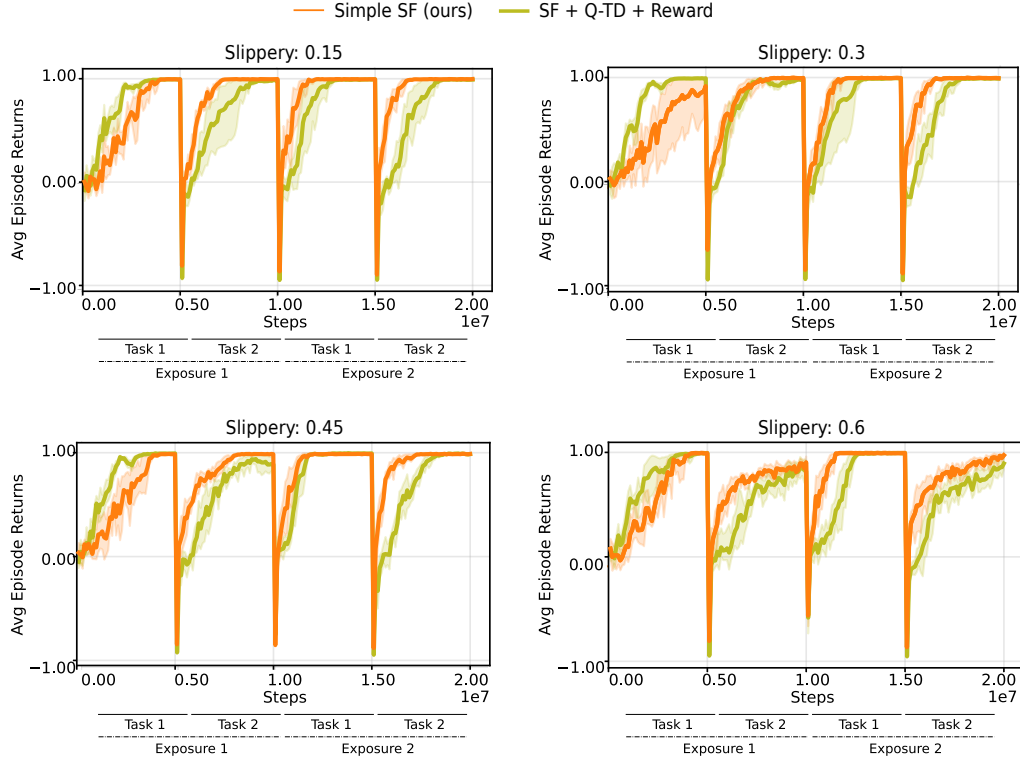 Simple SF (ours) SF + Q-TD + Reward
Slippery: 0.15
Avg Episode Returns
1.00
0.00
−1.00
0.00 0.50 1.00 1.50 2.00
Steps 1e7
Task 1 Task 2 Task 1 Task 2
Exposure 1 Exposure 2
Slippery: 0.3
Avg Episode Returns
1.00
0.00
−1.00
0.00 0.50 1.00 1.50 2.00
Steps 1e7
Task 1 Task 2 Task 1 Task 2
Exposure 1 Exposure 2
Slippery: 0.45
Avg Episode Returns
1.00
0.00
−1.00
0.00 0.50 1.00 1.50 2.00
Steps 1e7
Task 1 Task 2 Task 1 Task 2
Exposure 1 Exposure 2
Slippery: 0.6
Avg Episode Returns
1.00
0.00
−1.00
0.00 0.50 1.00 1.50 2.00
Steps 1e7
Task 1 Task 2 Task 1 Task 2
Exposure 1 Exposure 2